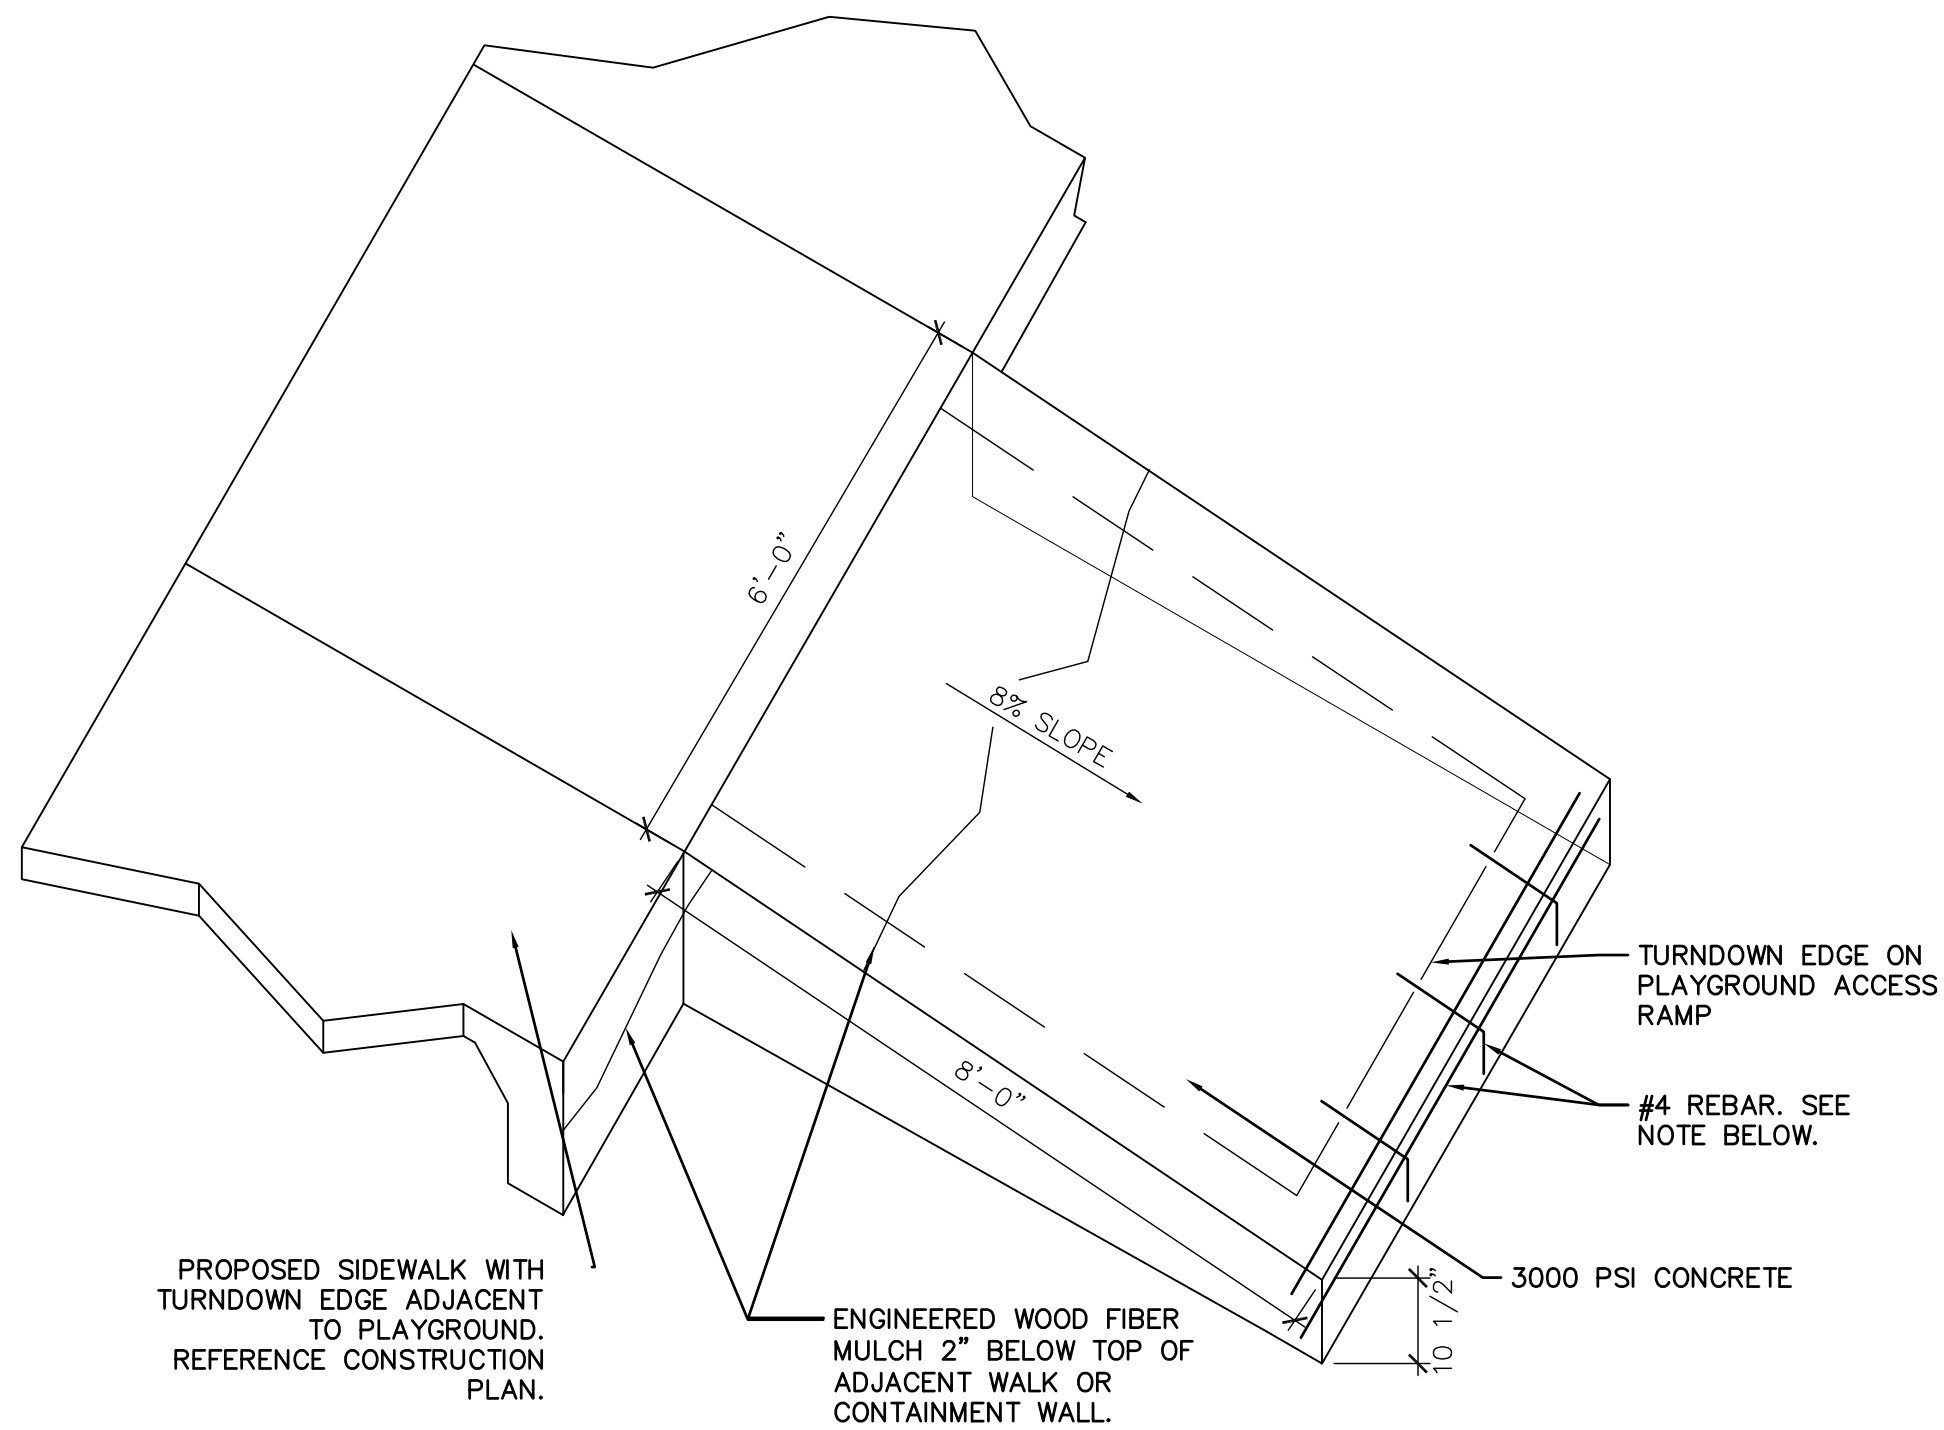 6'-0"
8% SLOPE
8'-0"
TURNDOWN EDGE ON
PLAYGROUND ACCESS
RAMP
#4 REBAR. SEE
NOTE BELOW.
3000 PSI CONCRETE
10 1/2"
PROPOSED SIDEWALK WITH
TURNDOWN EDGE ADJACENT
TO PLAYGROUND.
REFERENCE CONSTRUCTION
PLAN.
ENGINEERED WOOD FIBER
MULCH 2" BELOW TOP OF
ADJACENT WALK OR
CONTAINMENT WALL.